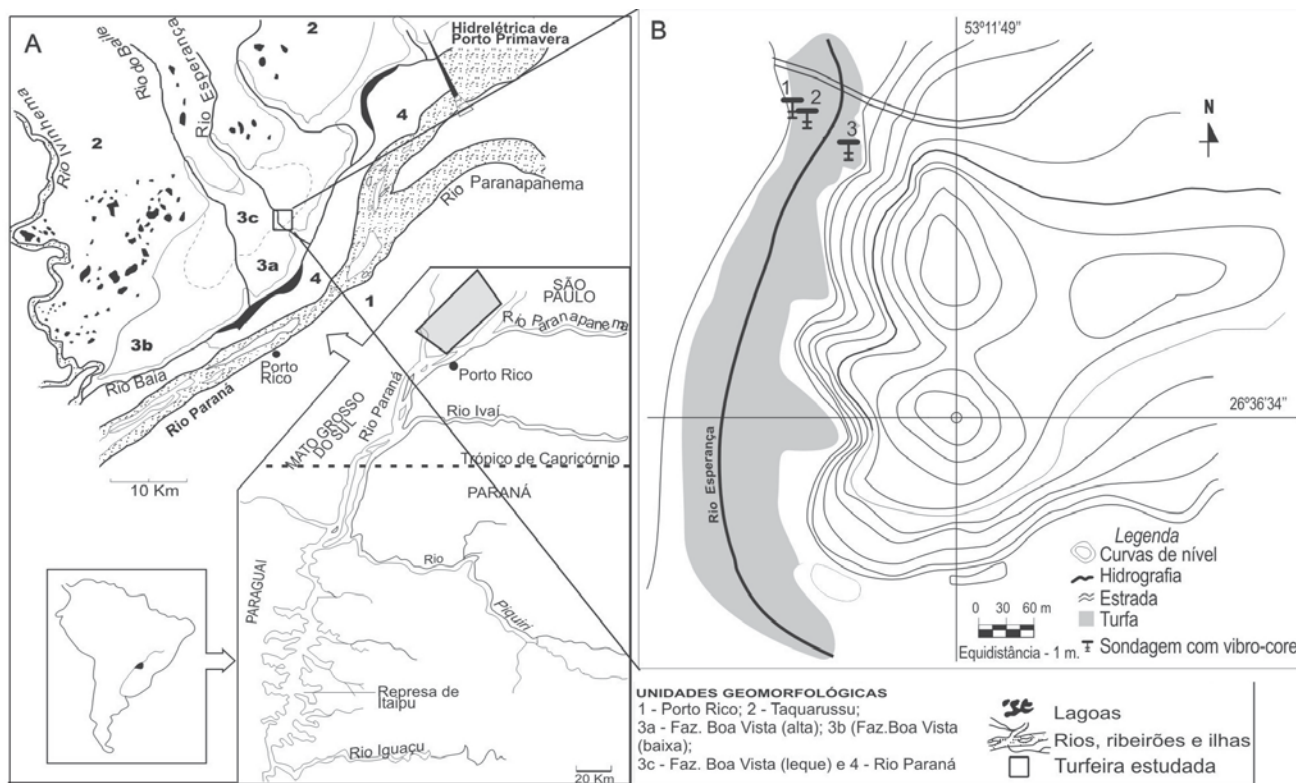 A
2
Rio do Baile
Rio Esperança
Hidrelétrica de
Porto Primavera
4
2
Rio Ivinhema
Rio
Paranapanema
3c
3a
4
1
3b
Rio Baía
Porto
Rico
Rio Paraná
10 Km
SÃO
PAULO
Rio Paranapanema
Porto Rico
MATO GROSSO
DO SUL
Rio Paraná
Rio Ivaí
Trópico de Capricórnio
PARANÁ
PARAGUAI
Rio
Piquiri
Represa de
Itaipu
Rio Iguaçu
20 Km
B
53º11'49''
1
2
3
N
26º36'34''
Rio Esperança
Legenda
Curvas de nível
Hidrografia
Estrada
Turfa
0 30 60 m
Equidistância - 1 m.
Sondagem com vibro-core
UNIDADES GEOMORFOLÓGICAS
1 - Porto Rico; 2 - Taquarussu;
3a - Faz. Boa Vista (alta); 3b (Faz.Boa Vista
(baixa);
3c - Faz. Boa Vista (leque) e 4 - Rio Paraná
Lagoas
Rios, ribeirões e ilhas
Turfeira estudada